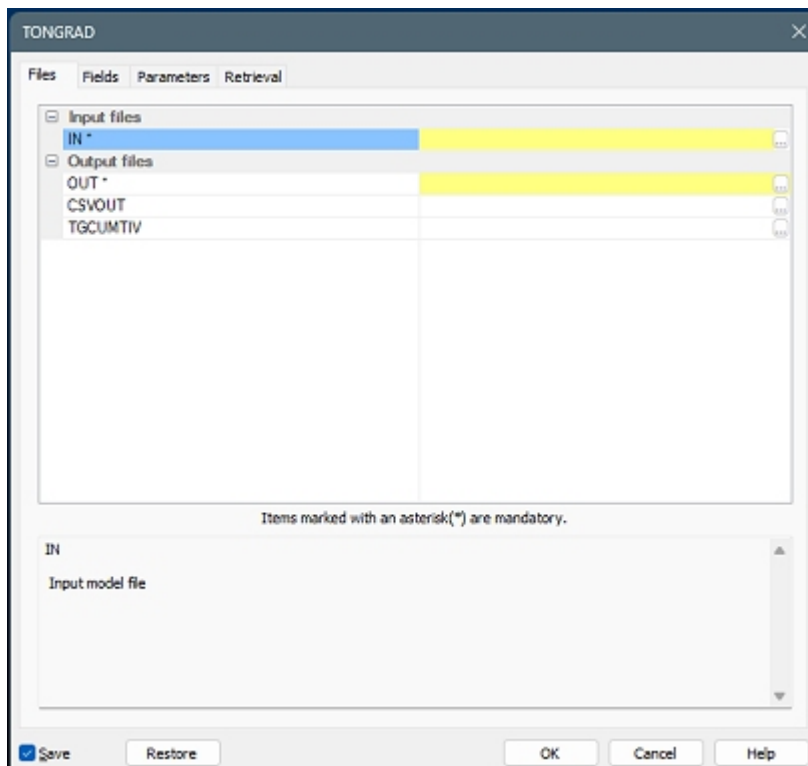 TONGRAD
Files Fields Parameters Retrieval
Input files
IN *
Output files
OUT *
CSVOUT
TGCUMTIV
Items marked with an asterisk(*) are mandatory.
IN
Input model file
Save Restore OK Cancel Help